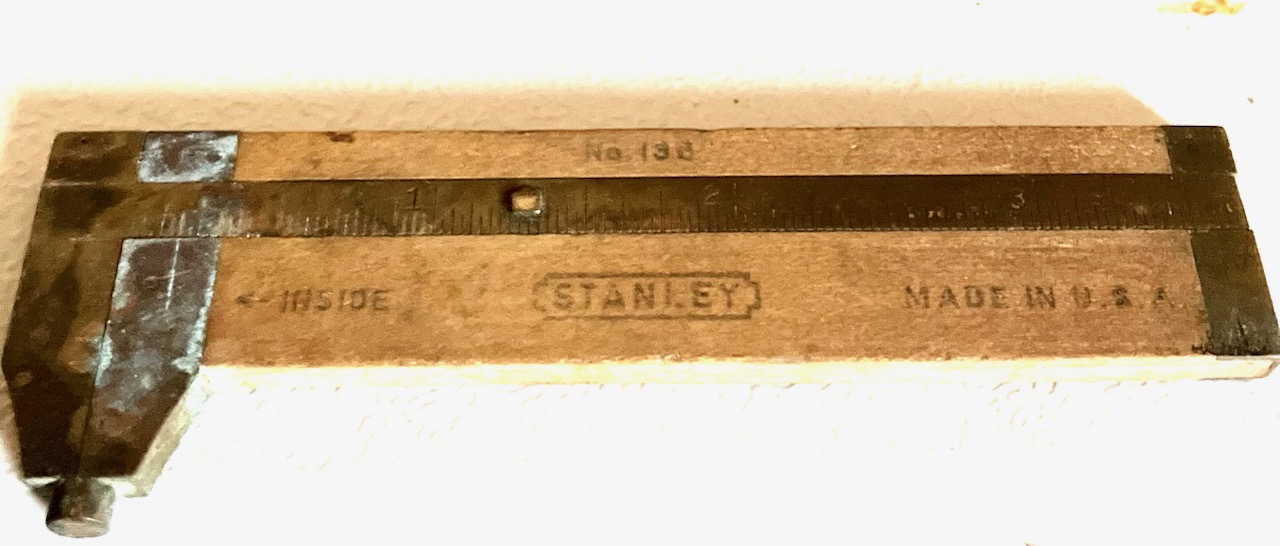 No. 136
1 2 3
← INSIDE
STANLEY
MADE IN U.S.A.